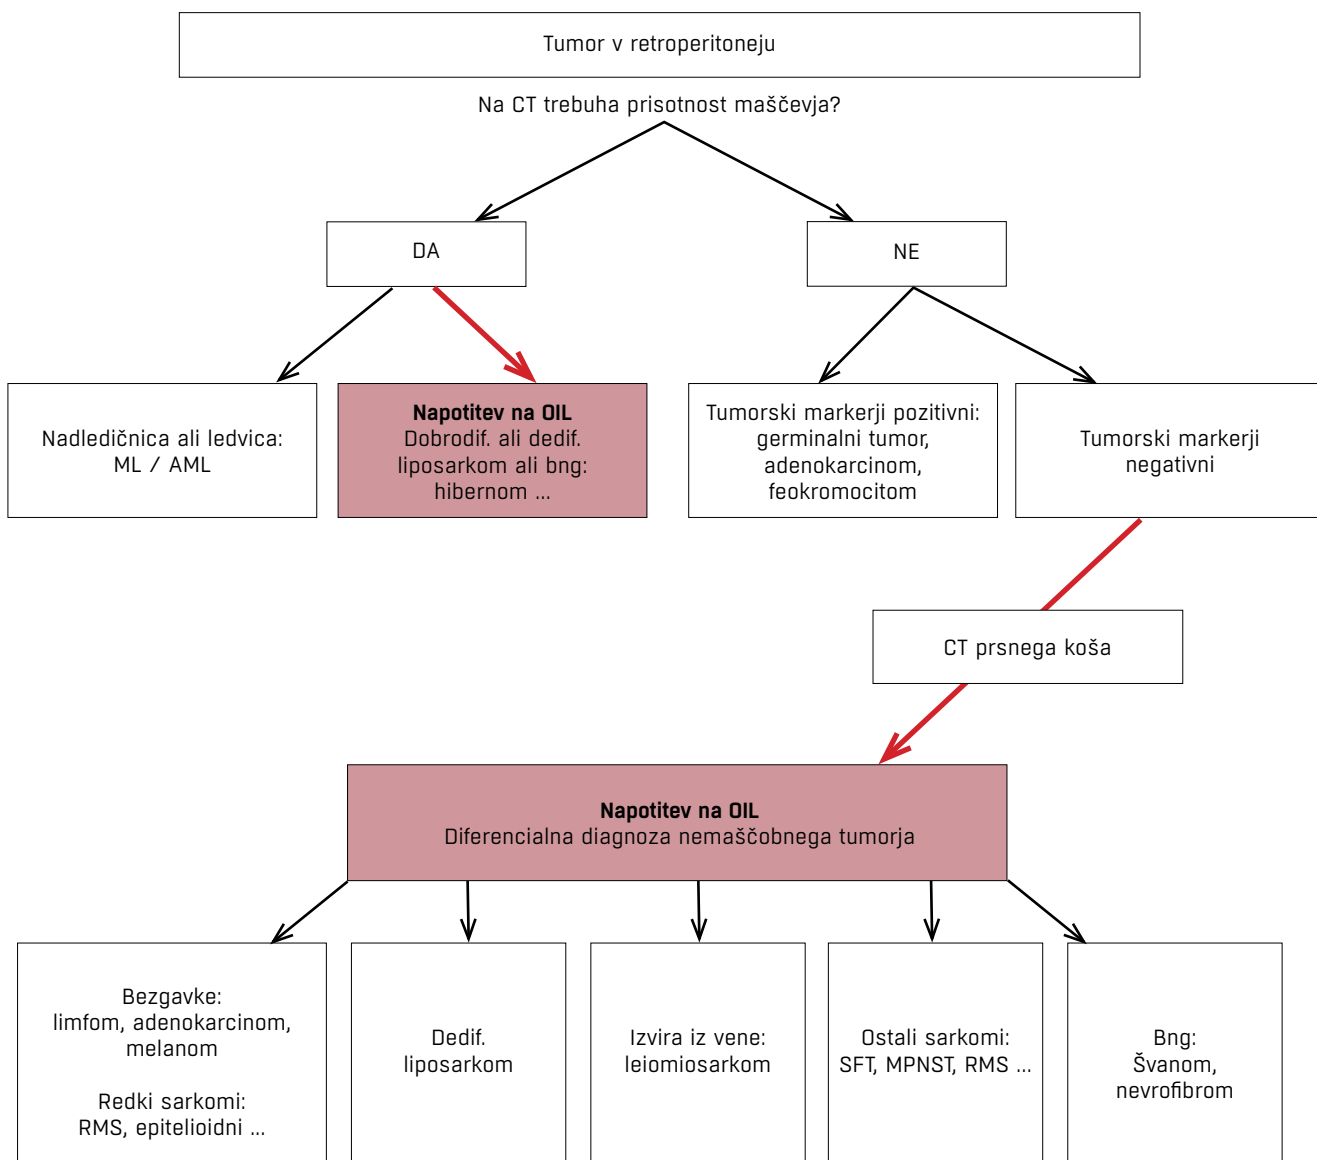 Tumor v retroperitoneju
Na CT trebuha prisotnost maščevja?
DA
NE
Nadledičnica ali ledvica:
ML / AML
Napotitev na OIL
Dobrodif. ali dedif.
liposarkom ali bng:
hibernom ...
Tumorski markerji pozitivni:
germinalni tumor,
adenokarcinom,
feokromocitom
Tumorski markerji
negativni
CT prsnega koša
Napotitev na OIL
Diferencialna diagnoza nemaščobnega tumorja
Bezgavke:
limfom, adenokarcinom,
melanom
Redki sarkomi:
RMS, epitelioidni ...
Dedif.
liposarkom
Izvira iz vene:
leiomiosarkom
Ostali sarkomi:
SFT, MPNST, RMS ...
Bng:
Švanom,
nevrofibrom